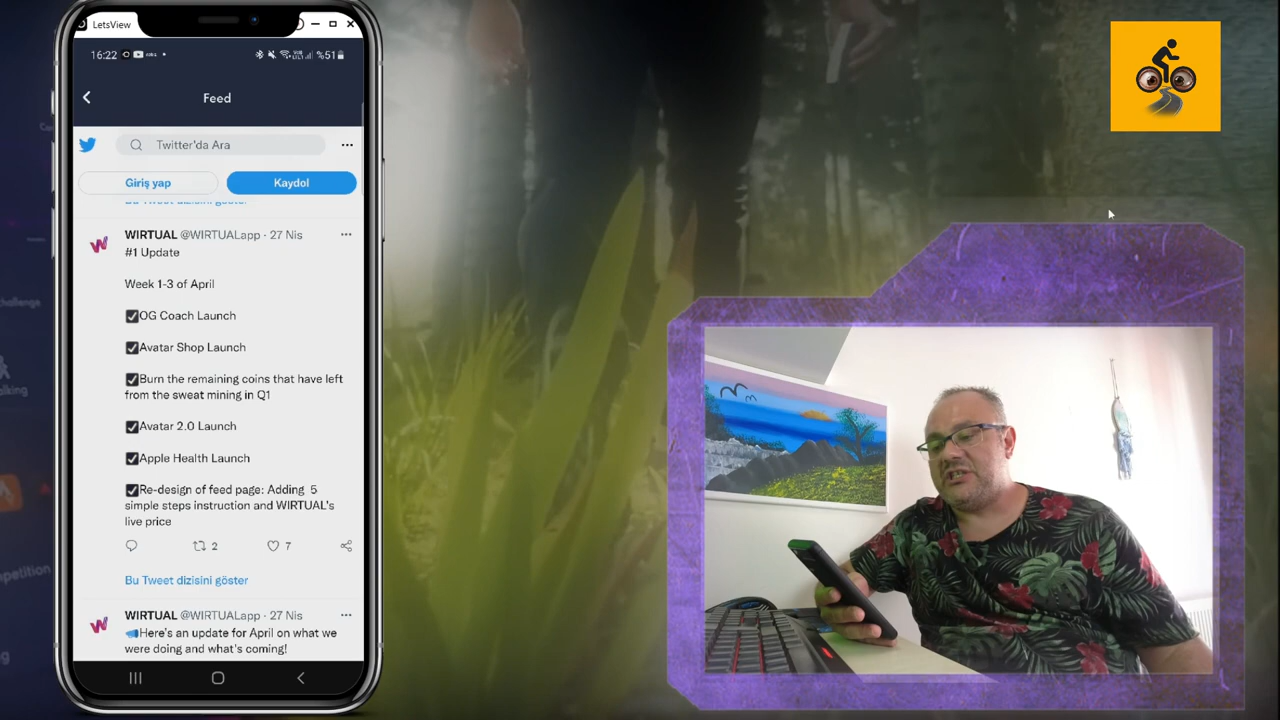 LetsView
16:22
%51
Feed
Twitter'da Ara
Giriş yap
Kaydol
Bu Tweet dizisini göster
WIRTUAL @WIRTUALapp · 27 Nis
#1 Update
Week 1-3 of April
OG Coach Launch
Avatar Shop Launch
Burn the remaining coins that have left
from the sweat mining in Q1
Avatar 2.0 Launch
Apple Health Launch
Re-design of feed page: Adding 5
simple steps instruction and WIRTUAL's
live price
2
7
Bu Tweet dizisini göster
WIRTUAL @WIRTUALapp · 27 Nis
Here's an update for April on what we
were doing and what's coming!